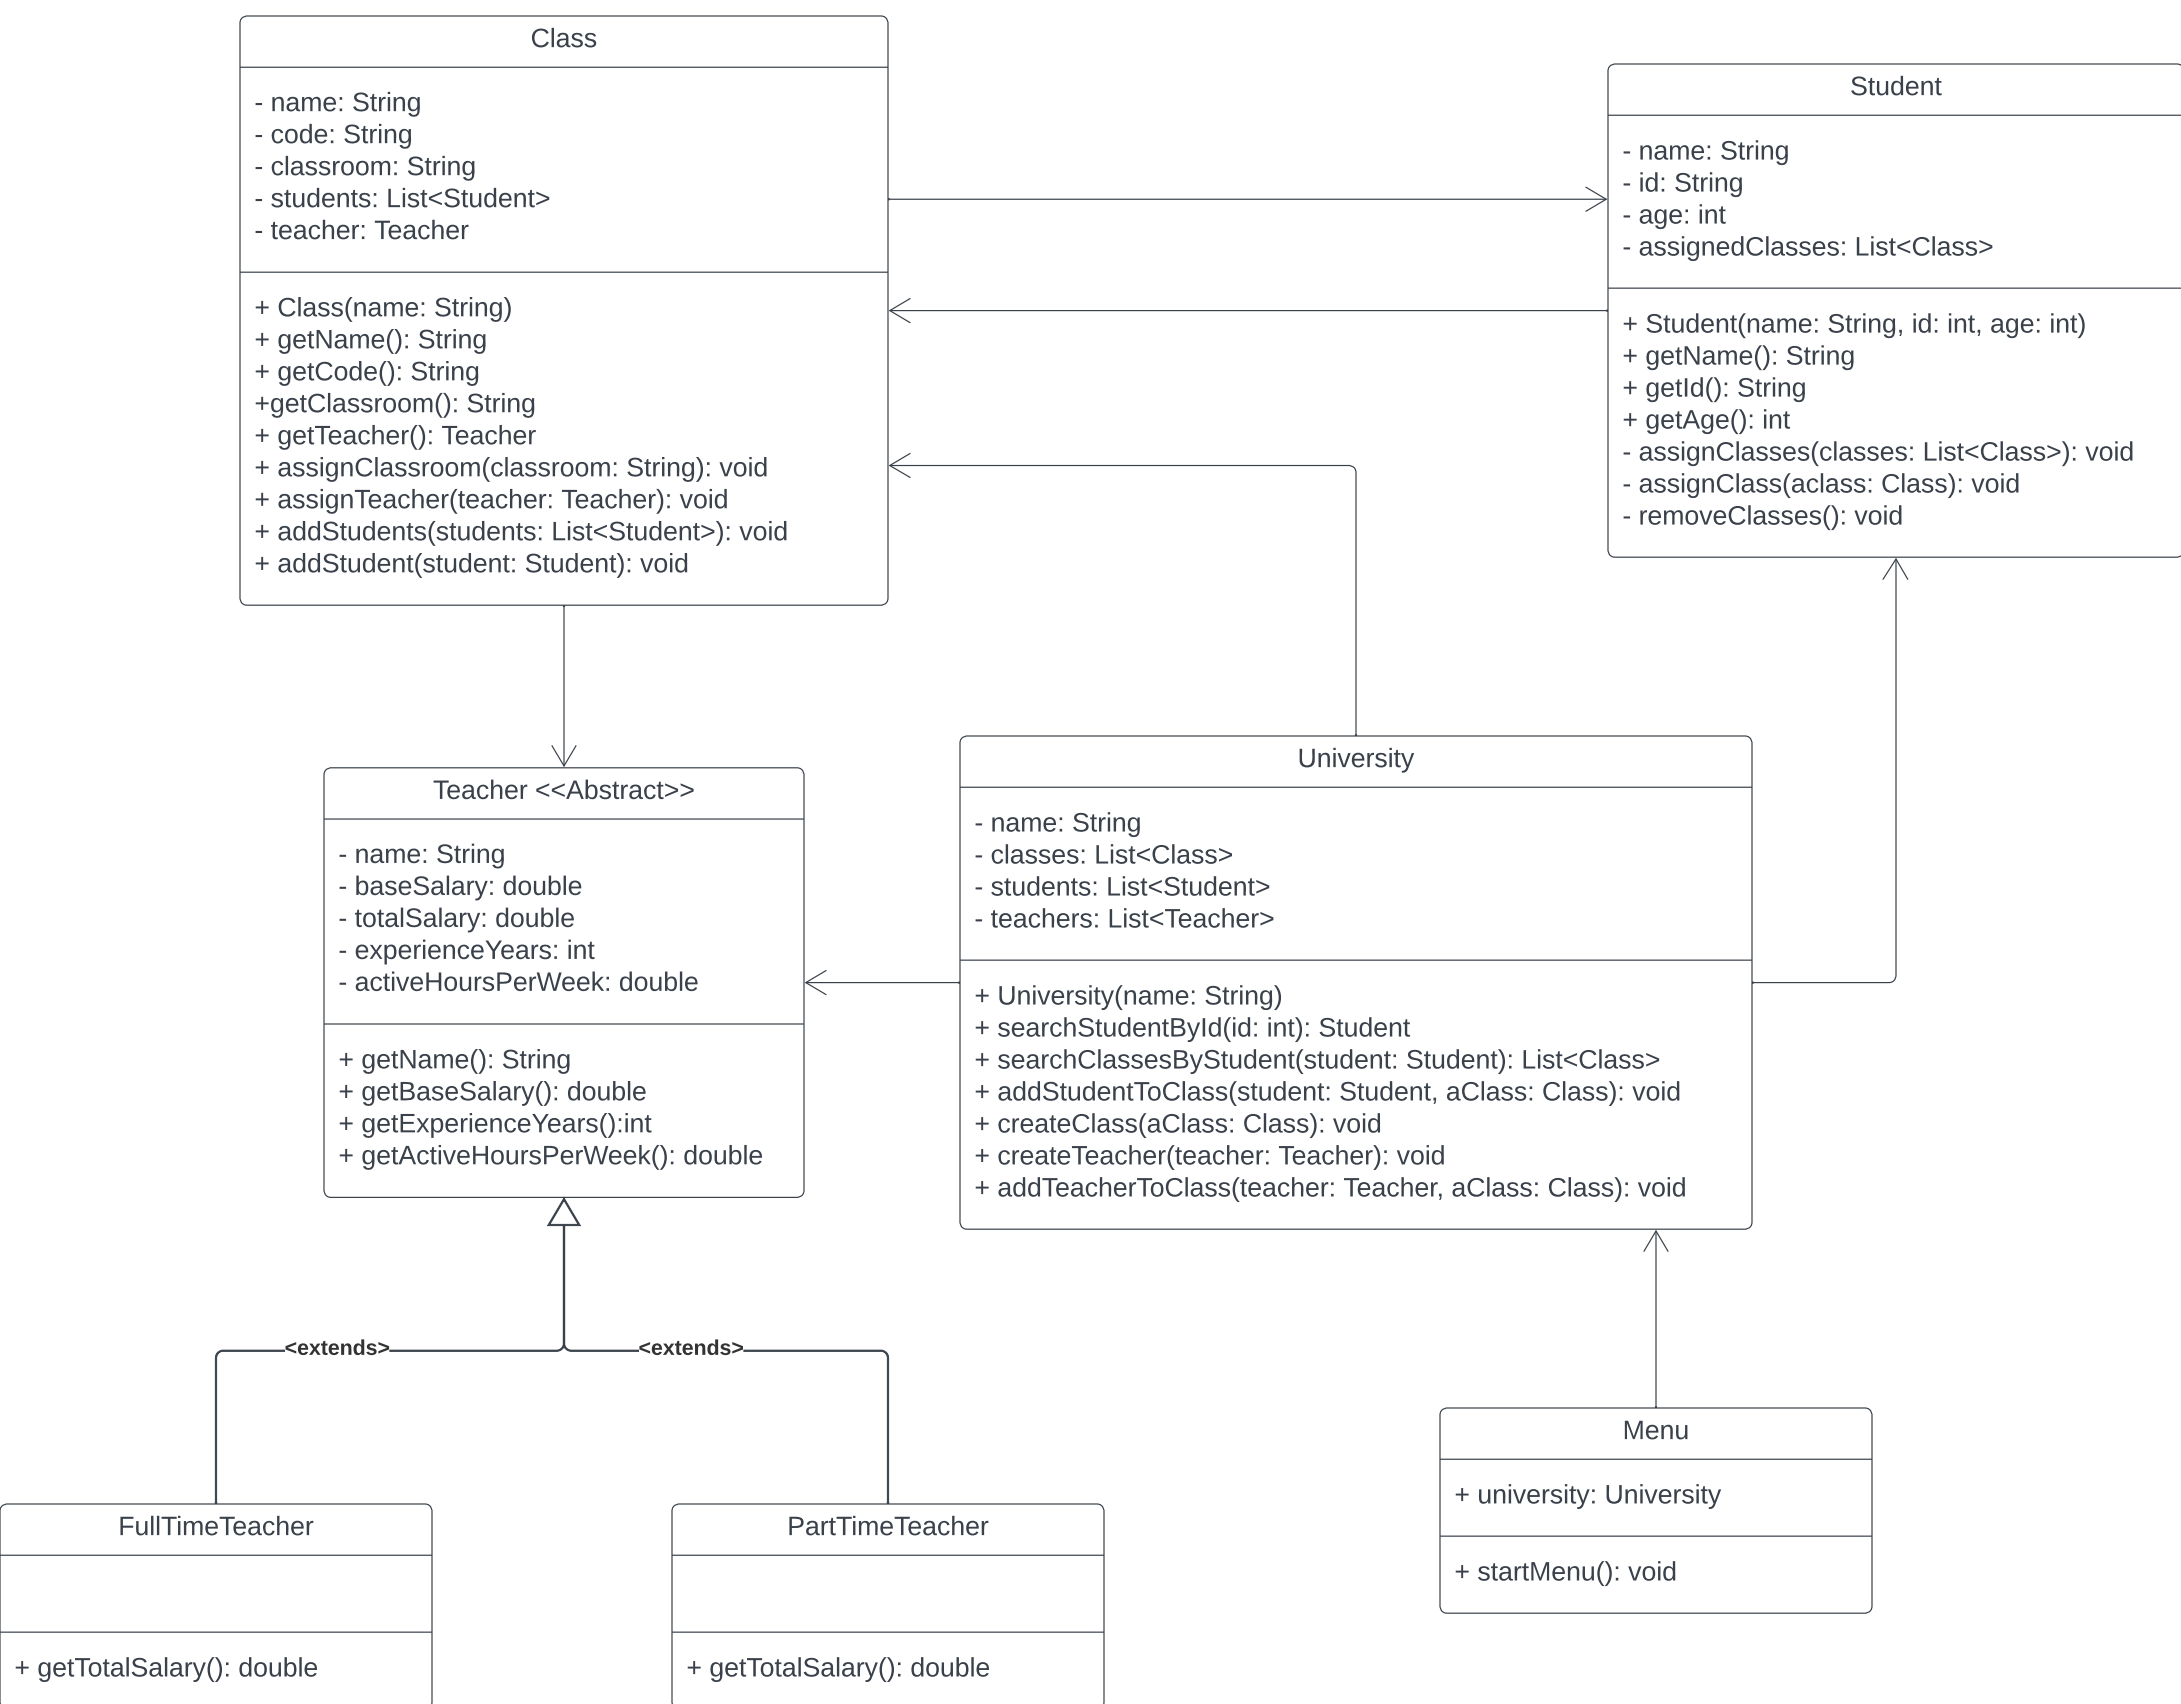 Class
- name: String
- code: String
- classroom: String
- students: List<Student>
- teacher: Teacher
+ Class(name: String)
+ getName(): String
+ getCode(): String
+getClassroom(): String
+ getTeacher(): Teacher
+ assignClassroom(classroom: String): void
+ assignTeacher(teacher: Teacher): void
+ addStudents(students: List<Student>): void
+ addStudent(student: Student): void
Student
- name: String
- id: String
- age: int
- assignedClasses: List<Class>
+ Student(name: String, id: int, age: int)
+ getName(): String
+ getId(): String
+ getAge(): int
- assignClasses(classes: List<Class>): void
- assignClass(aclass: Class): void
- removeClasses(): void
Teacher <<Abstract>>
- name: String
- baseSalary: double
- totalSalary: double
- experienceYears: int
- activeHoursPerWeek: double
+ getName(): String
+ getBaseSalary(): double
+ getExperienceYears():int
+ getActiveHoursPerWeek(): double
University
- name: String
- classes: List<Class>
- students: List<Student>
- teachers: List<Teacher>
+ University(name: String)
+ searchStudentById(id: int): Student
+ searchClassesByStudent(student: Student): List<Class>
+ addStudentToClass(student: Student, aClass: Class): void
+ createClass(aClass: Class): void
+ createTeacher(teacher: Teacher): void
+ addTeacherToClass(teacher: Teacher, aClass: Class): void
<extends>
<extends>
FullTimeTeacher
+ getTotalSalary(): double
PartTimeTeacher
+ getTotalSalary(): double
Menu
+ university: University
+ startMenu(): void